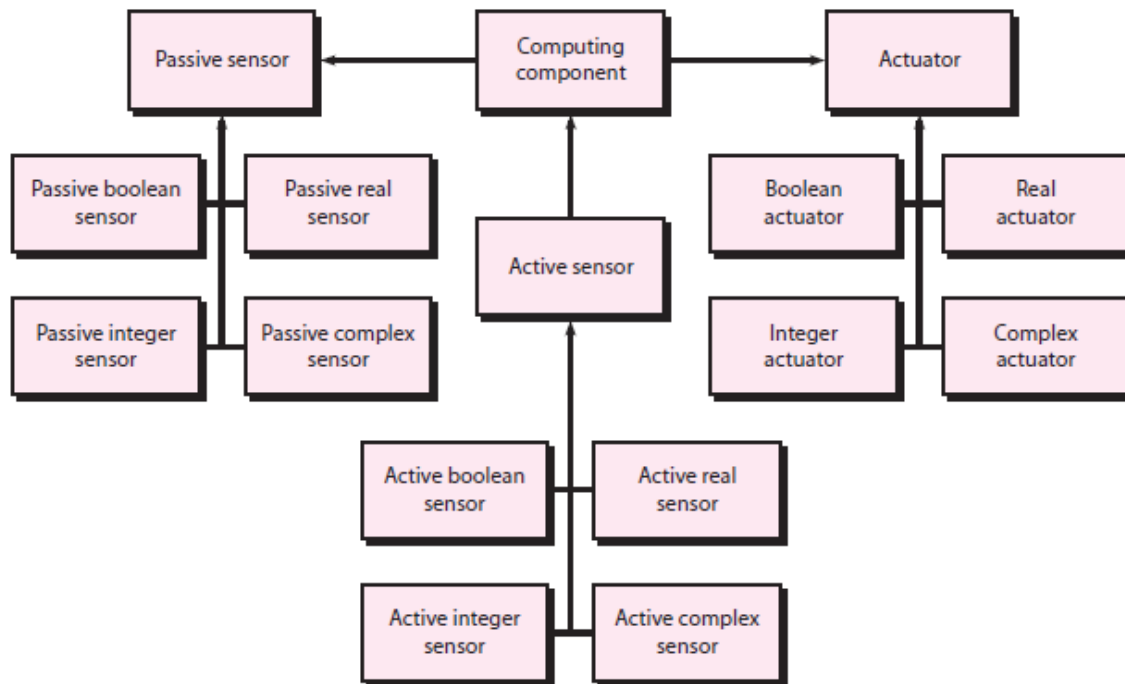 Passive sensor
Computing
component
Actuator
Passive boolean
sensor
Passive real
sensor
Boolean
actuator
Real
actuator
Active sensor
Passive integer
sensor
Passive complex
sensor
Integer
actuator
Complex
actuator
Active boolean
sensor
Active real
sensor
Active integer
sensor
Active complex
sensor